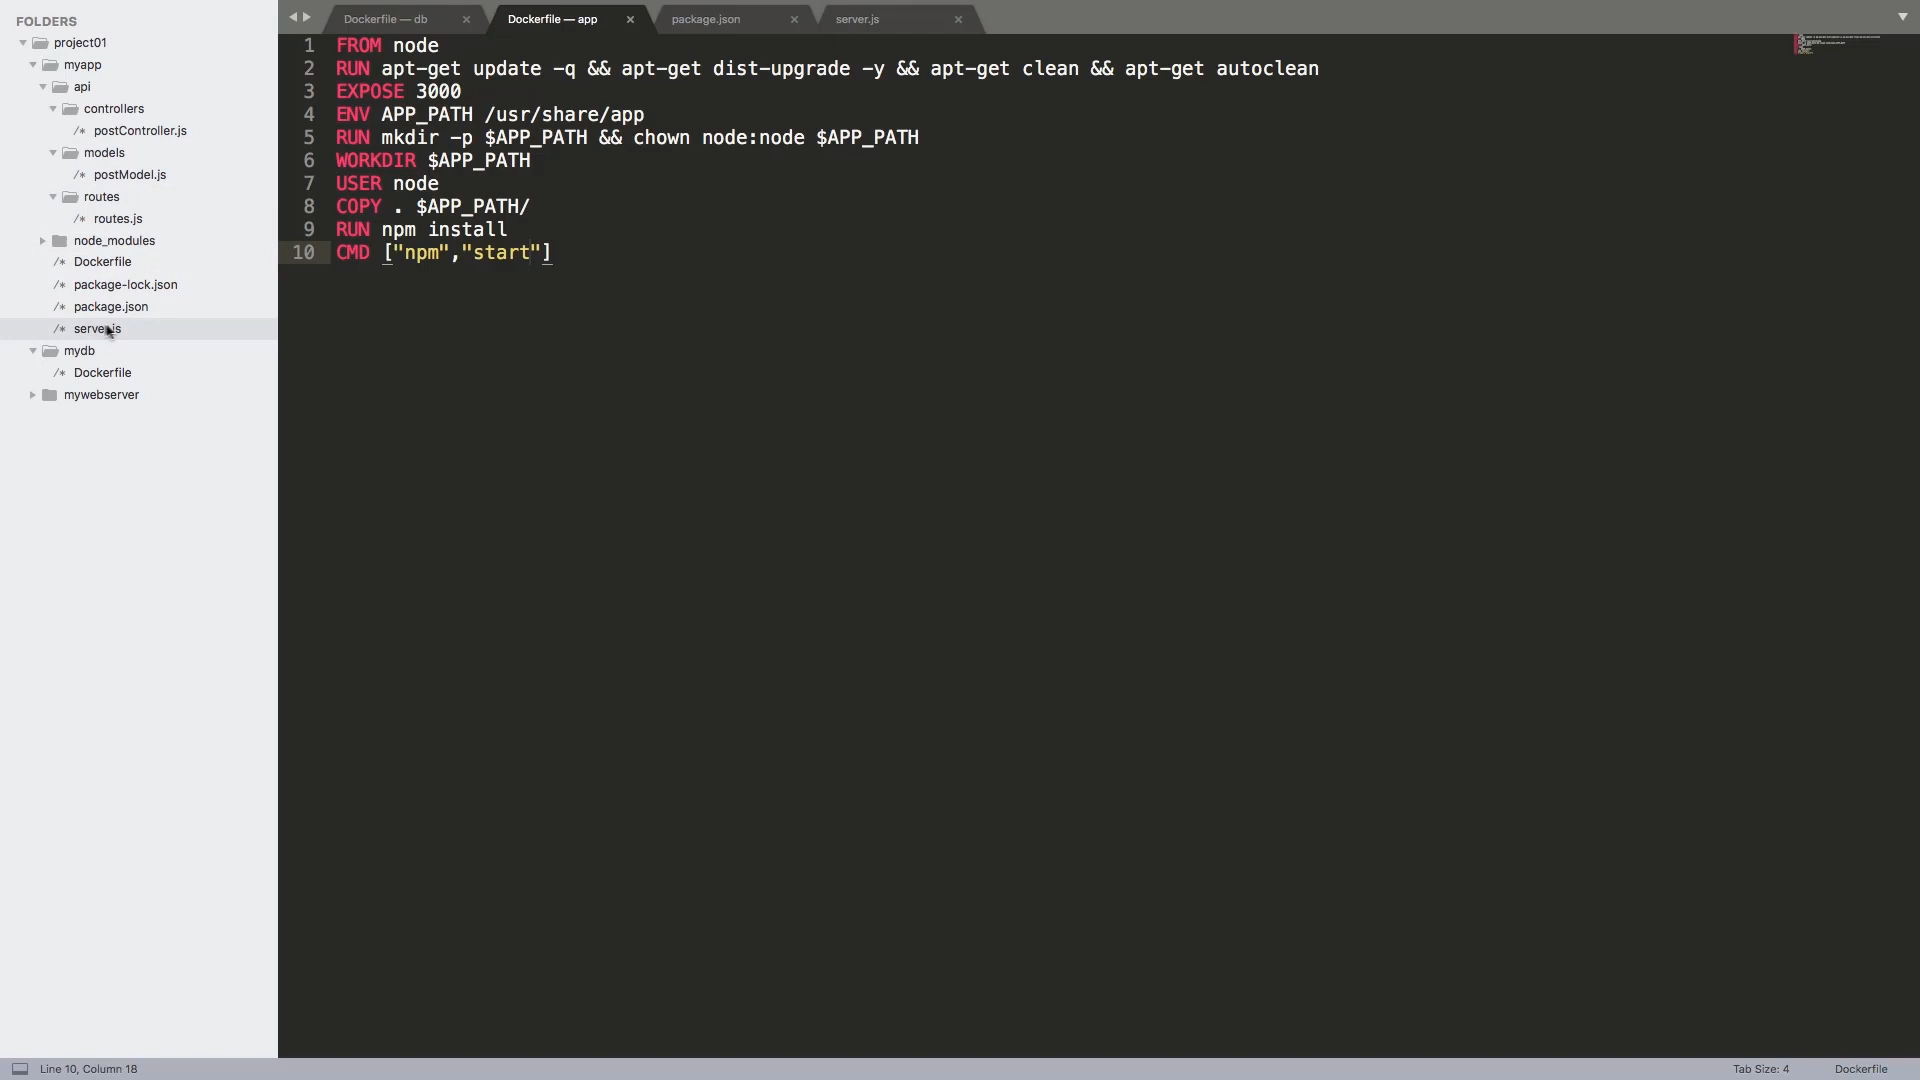 FOLDERS
project01
myapp
api
controllers
/* postController.js
models
/* postModel.js
routes
/* routes.js
node_modules
/* Dockerfile
/* package-lock.json
/* package.json
/* server.js
mydb
/* Dockerfile
mywebserver
Dockerfile — db ×
Dockerfile — app ×
package.json ×
server.js ×
1 FROM node
2 RUN apt-get update -q && apt-get dist-upgrade -y && apt-get clean && apt-get autoclean
3 EXPOSE 3000
4 ENV APP_PATH /usr/share/app
5 RUN mkdir -p $APP_PATH && chown node:node $APP_PATH
6 WORKDIR $APP_PATH
7 USER node
8 COPY . $APP_PATH/
9 RUN npm install
10 CMD ["npm","start"]
Line 10, Column 18
Tab Size: 4
Dockerfile